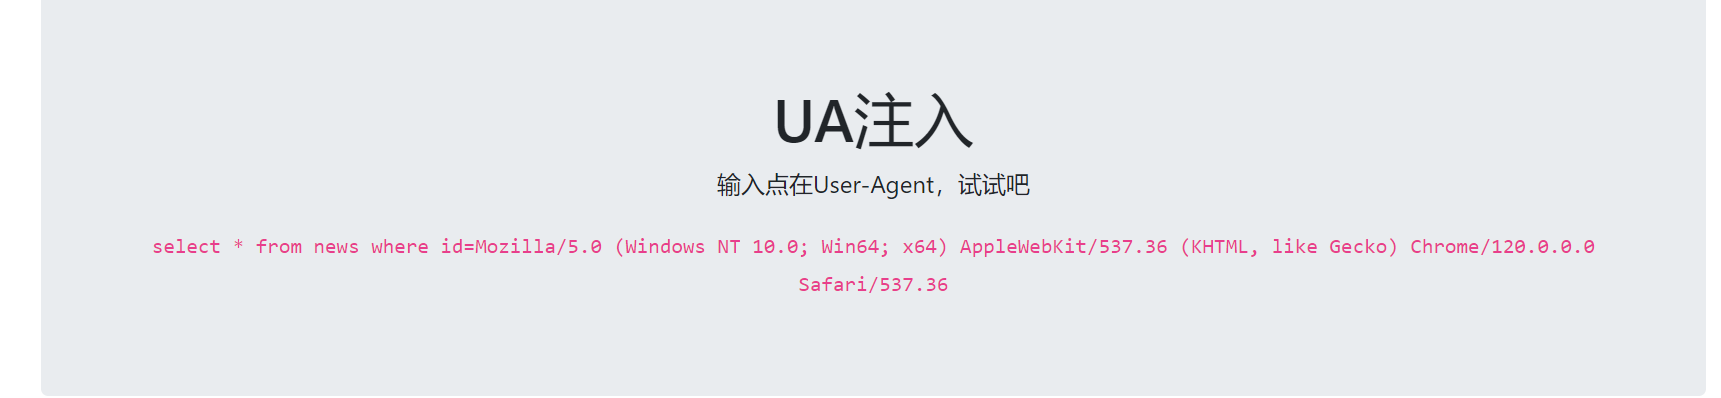 UA注入
输入点在User-Agent，试试吧
select * from news where id=Mozilla/5.0 (Windows NT 10.0; Win64; x64) AppleWebKit/537.36 (KHTML, like Gecko) Chrome/120.0.0.0
Safari/537.36